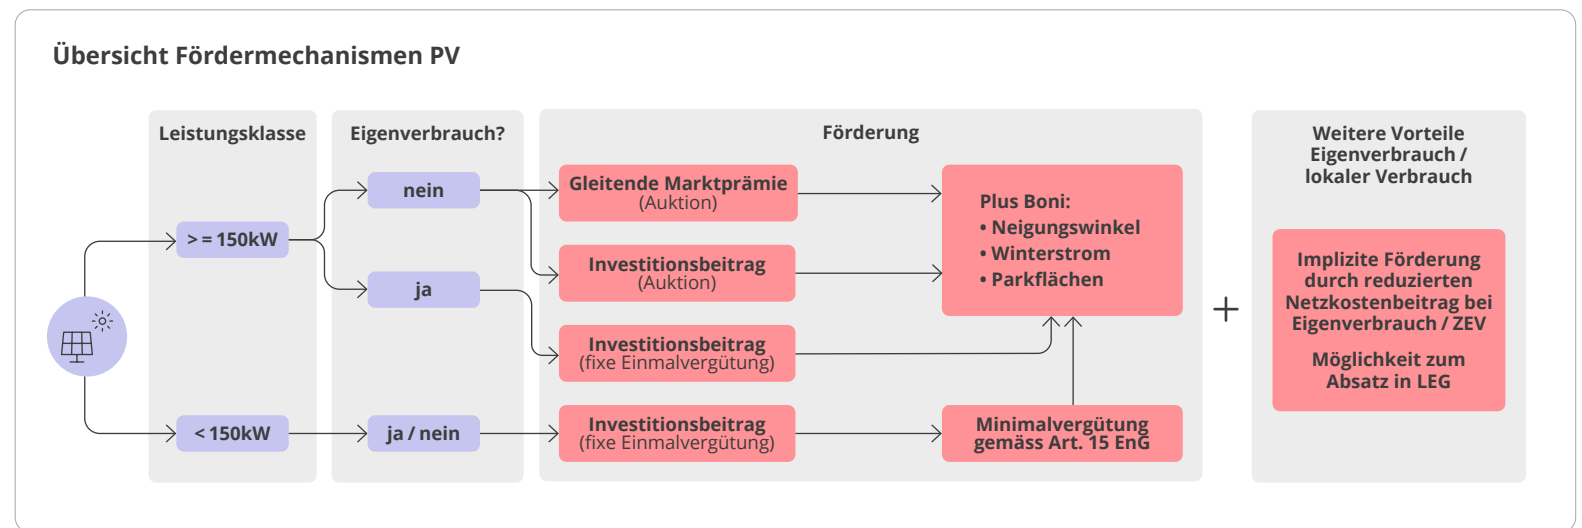 Übersicht Fördermechanismen PV
Leistungsklasse
> = 150kW
< 150kW
Eigenverbrauch?
nein
ja
ja / nein
Förderung
Gleitende Marktprämie
(Auktion)
Investitionsbeitrag
(Auktion)
Investitionsbeitrag
(fixe Einmalvergütung)
Investitionsbeitrag
(fixe Einmalvergütung)
Plus Boni:
• Neigungswinkel
• Winterstrom
• Parkflächen
Minimalvergütung
gemäss Art. 15 EnG
+
Weitere Vorteile
Eigenverbrauch /
lokaler Verbrauch
Implizite Förderung
durch reduzierten
Netzkostenbeitrag bei
Eigenverbrauch / ZEV
Möglichkeit zum
Absatz in LEG